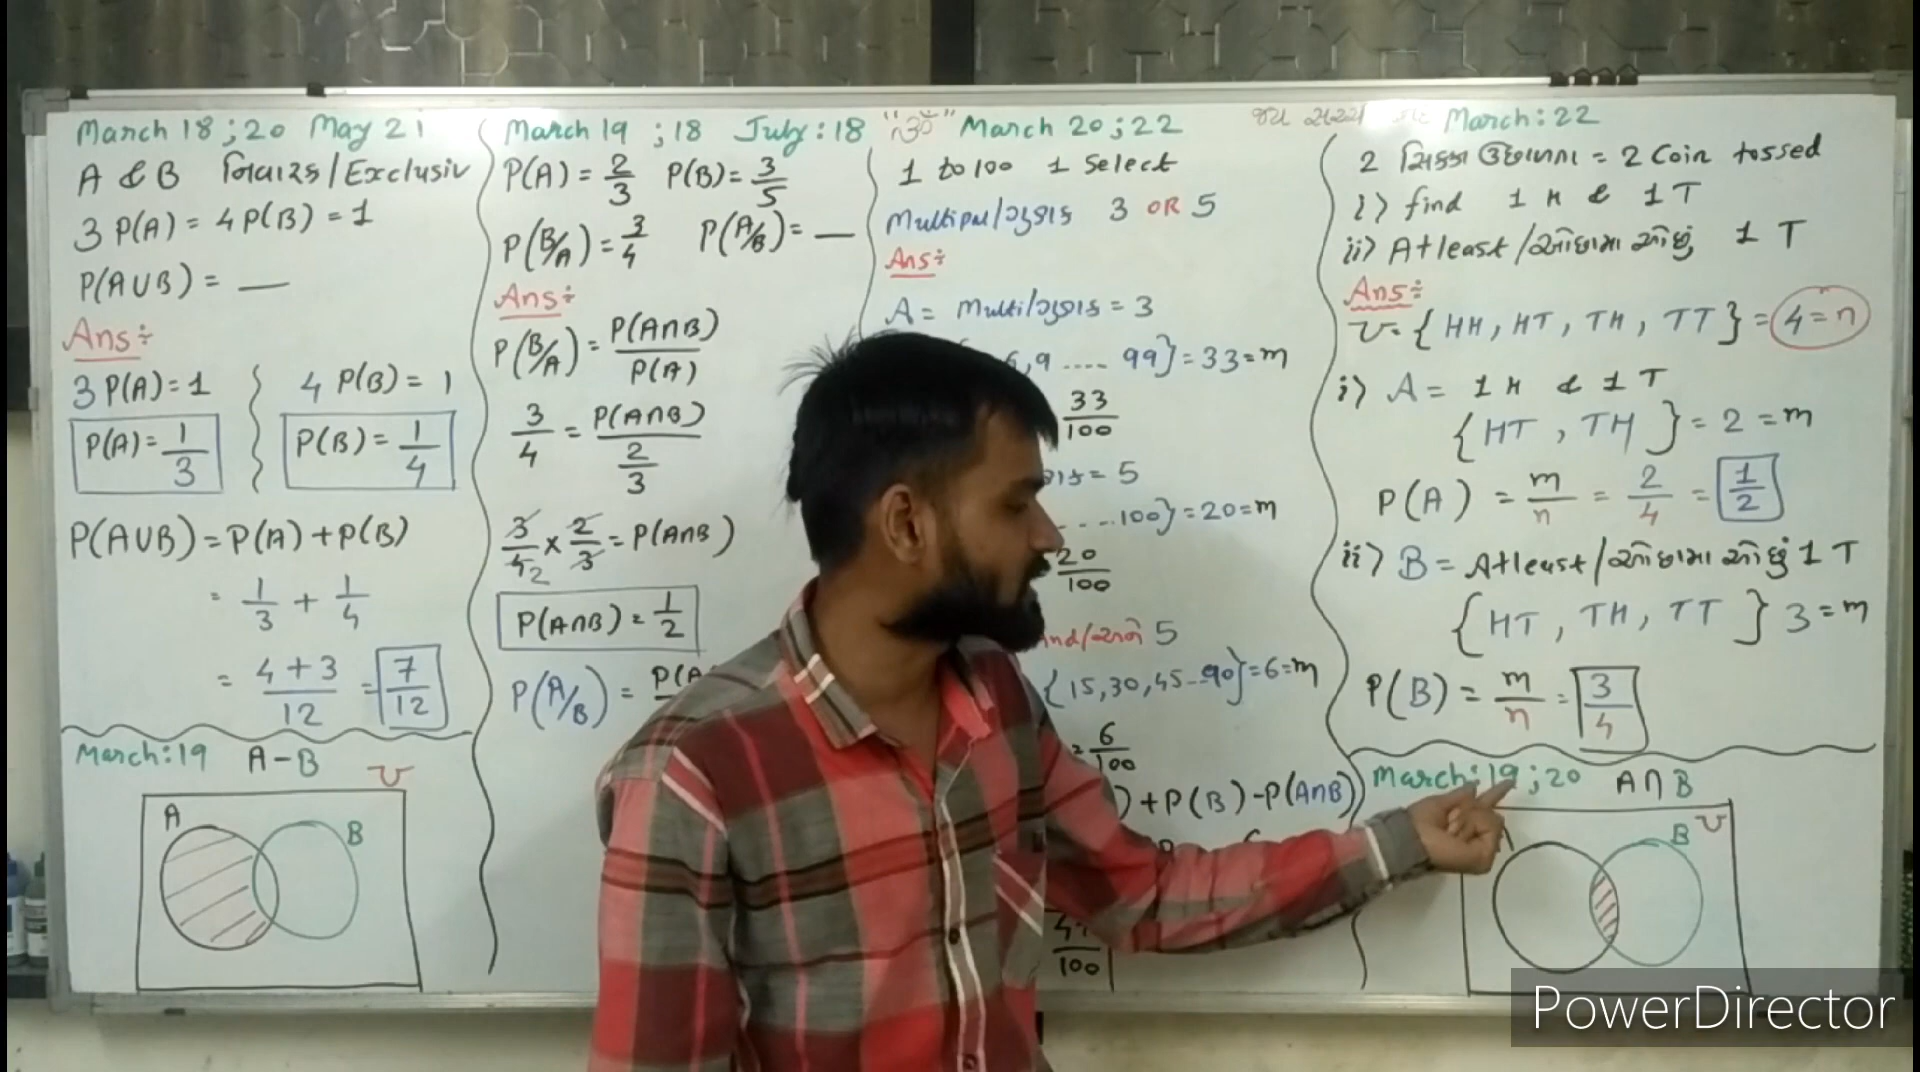 March 18 ; 20 May 21
A & B નિવારક / Exclusiv
3 P(A) = 4 P(B) = 1
P(A∪B) = __
Ans÷
3 P(A) = 1
4 P(B) = 1
P(A) = 1/3
P(B) = 1/4
P(A∪B) = P(A) + P(B)
= 1/3 + 1/4
= 4 + 3/12 = 7/12
March : 19 A - B
U
A
B
March 19 ; 18 July : 18
P(A) = 2/3 P(B) = 3/5
P(B/A) = 3/4 P(A/B) = __
Ans÷
P(B/A) = P(A∩B)/P(A)
3/4 = P(A∩B)/2/3
3/4 2 × 2/3 = P(A∩B)
P(A∩B) = 1/2
P(A/B) = P(A
"ૐ" March 20 ; 22
1 to 100 1 Select
Multipal / ગુણાંક 3 OR 5
Ans÷
A = Multi / ગુણાંક = 3
6, 9 .... 99} = 33 = m
33/100
= 5
- - - 100} = 20 = m
20/100
And / અને 5
{15, 30, 45 -- 90} = 6 = m
= 6/100
) + P(B) - P(A∩B)
100
જય
March : 22
2 સિક્કા ઉછાળતા = 2 Coin tossed
i) find 1 H & 1 T
ii) Atleast / ઓછામાં ઓછું 1 T
Ans÷
U = { HH, HT, TH, TT } = 4 = n
i) A = 1 H & 1 T
{ HT, TH } = 2 = m
P(A) = m/n = 2/4 = 1/2
ii) B = Atleast / ઓછામાં ઓછું 1 T
{ HT, TH, TT } 3 = m
P(B) = m/n = 3/4
March : 19 ; 20 A ∩ B
U
B
PowerDirector